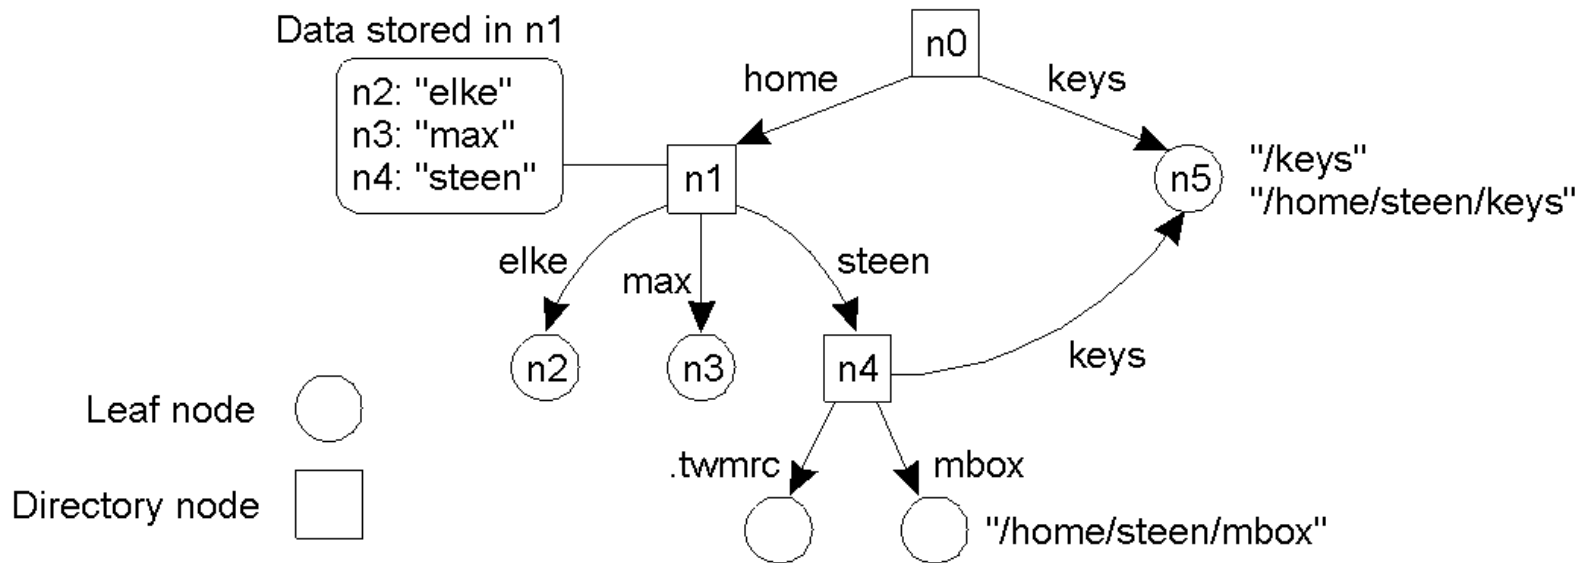 Data stored in n1
n2: "elke"
n3: "max"
n4: "steen"
n0
home
keys
n1
n5
"/keys"
"/home/steen/keys"
elke
max
steen
n2
n3
n4
keys
Leaf node
.twmrc
mbox
Directory node
"/home/steen/mbox"